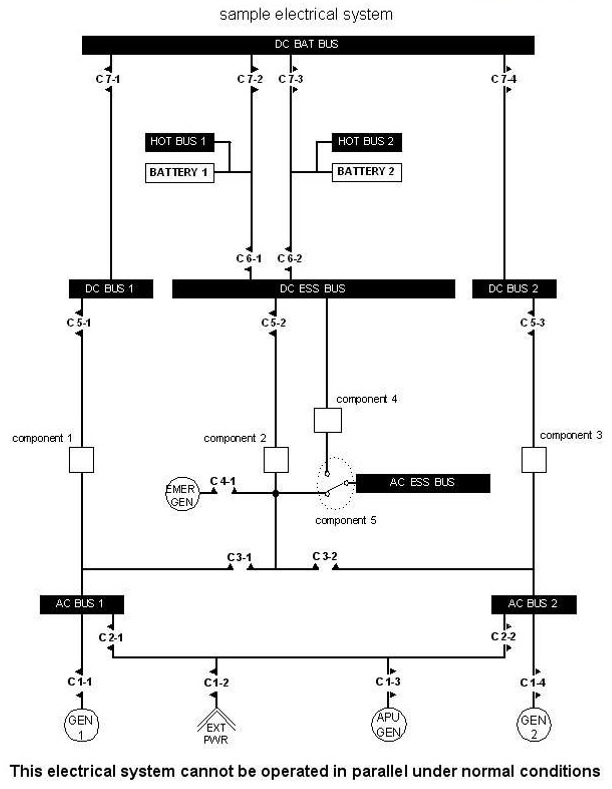 sample electrical system
DC BAT BUS
C 7-1 C 7-2 C 7-3 C 7-4
HOT BUS 1 HOT BUS 2
BATTERY 1 BATTERY 2
C 6-1 C 6-2
DC BUS 1 DC ESS BUS DC BUS 2
C 5-1 C 5-2 C 5-3
component 4
component 1 component 2 component 3
C 4-1 AC ESS BUS
EMER
GEN
component 5
C 3-1 C 3-2
AC BUS 1 AC BUS 2
C 2-1 C 2-2
C 1-1 C 1-2 C 1-3 C 1-4
GEN
1
EXT
PWR
APU
GEN
GEN
2
This electrical system cannot be operated in parallel under normal conditions